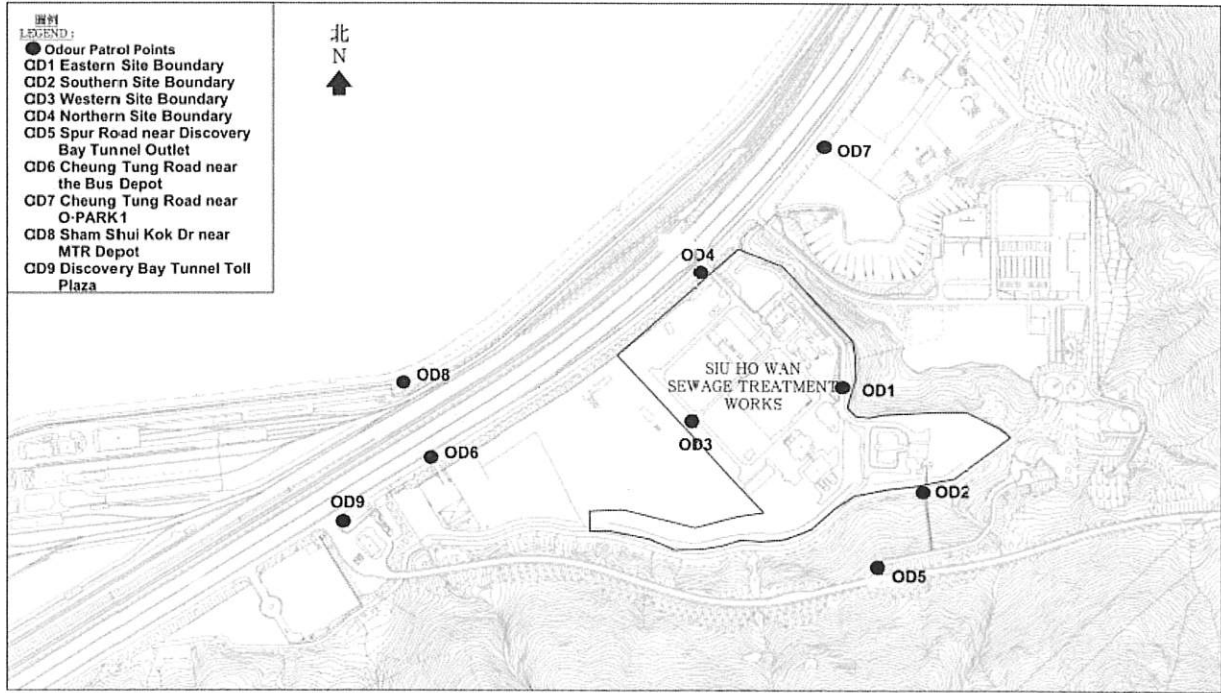 圖例
LEGEND :
Odour Patrol Points
OD1 Eastern Site Boundary
OD2 Southern Site Boundary
OD3 Western Site Boundary
OD4 Northern Site Boundary
OD5 Spur Road near Discovery
Bay Tunnel Outlet
OD6 Cheung Tung Road near
the Bus Depot
OD7 Cheung Tung Road near
O·PARK1
OD8 Sham Shui Kok Dr near
MTR Depot
OD9 Discovery Bay Tunnel Toll
Plaza
北
N
OD7
OD4
OD8
SIU HO WAN
SEWAGE TREATMENT
WORKS
OD1
OD3
OD6
OD2
OD9
OD5